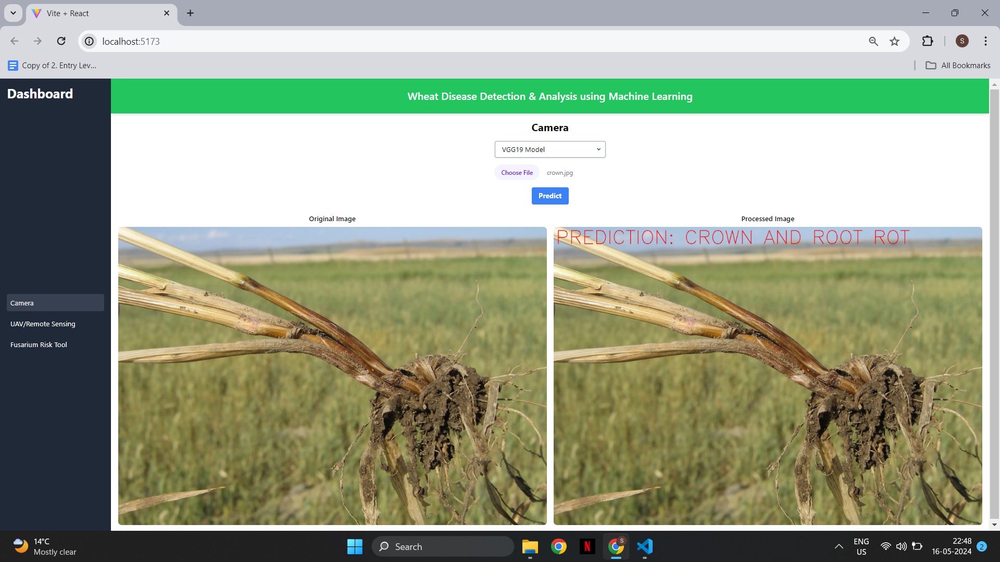 Vite + React
localhost:5173
Copy of 2. Entry Lev...
All Bookmarks
S
Dashboard
Wheat Disease Detection & Analysis using Machine Learning
Camera
VGG19 Model
Choose File crown.jpg
Predict
Original Image
Processed Image
PREDICTION: CROWN AND ROOT ROT
Camera
UAV/Remote Sensing
Fusarium Risk Tool
14°C
Mostly clear
Search
N
S
ENG
US
22:48
16-05-2024
2